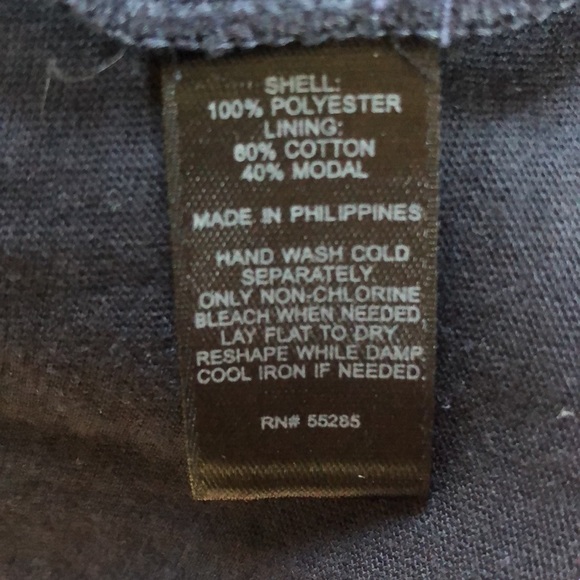 SHELL:
100% POLYESTER
LINING:
60% COTTON
40% MODAL
MADE IN PHILIPPINES
HAND WASH COLD
SEPARATELY
ONLY NON-CHLORINE
BLEACH WHEN NEEDED.
LAY FLAT TO DRY.
RESHAPE WHILE DAMP.
COOL IRON IF NEEDED.
RN# 55285